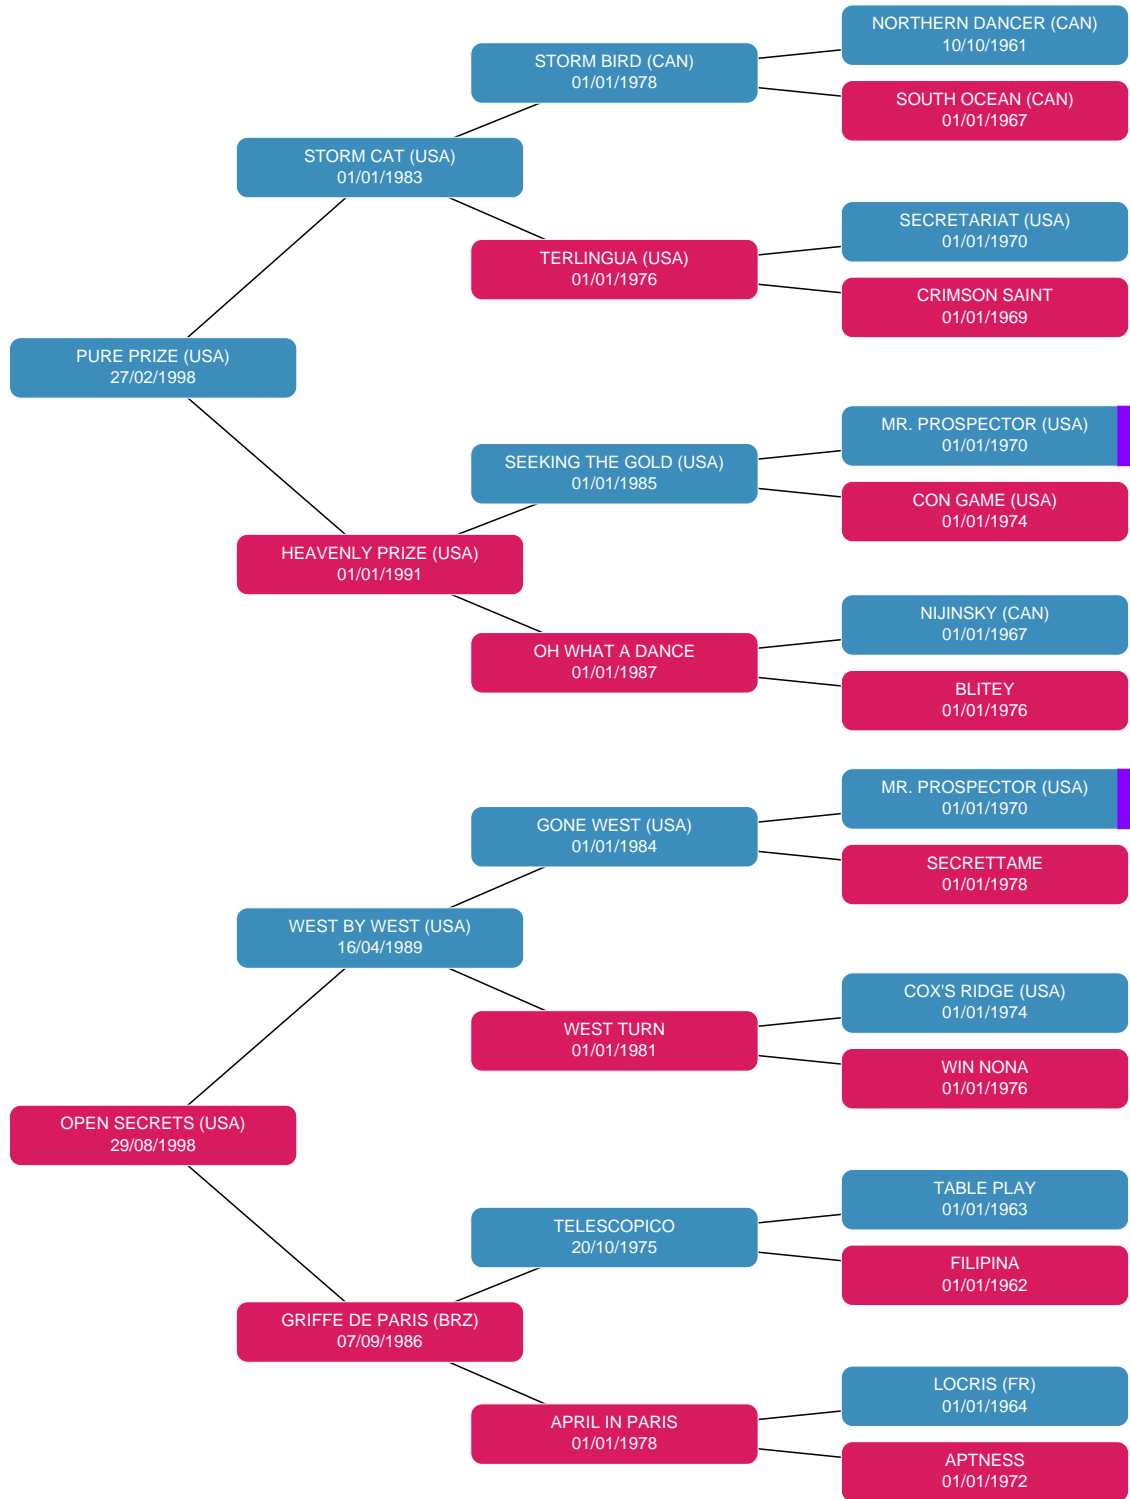 NORTHERN DANCER (CAN)
10/10/1961
STORM BIRD (CAN)
01/01/1978
SOUTH OCEAN (CAN)
01/01/1967
STORM CAT (USA)
01/01/1983
SECRETARIAT (USA)
01/01/1970
TERLINGUA (USA)
01/01/1976
CRIMSON SAINT
01/01/1969
PURE PRIZE (USA)
27/02/1998
MR. PROSPECTOR (USA)
01/01/1970
SEEKING THE GOLD (USA)
01/01/1985
CON GAME (USA)
01/01/1974
HEAVENLY PRIZE (USA)
01/01/1991
NIJINSKY (CAN)
01/01/1967
OH WHAT A DANCE
01/01/1987
BLITEY
01/01/1976
MR. PROSPECTOR (USA)
01/01/1970
GONE WEST (USA)
01/01/1984
SECRETTAME
01/01/1978
WEST BY WEST (USA)
16/04/1989
COX'S RIDGE (USA)
01/01/1974
WEST TURN
01/01/1981
WIN NONA
01/01/1976
OPEN SECRETS (USA)
29/08/1998
TABLE PLAY
01/01/1963
TELESCOPICO
20/10/1975
FILIPINA
01/01/1962
GRIFFE DE PARIS (BRZ)
07/09/1986
LOCRIS (FR)
01/01/1964
APRIL IN PARIS
01/01/1978
APTNESS
01/01/1972